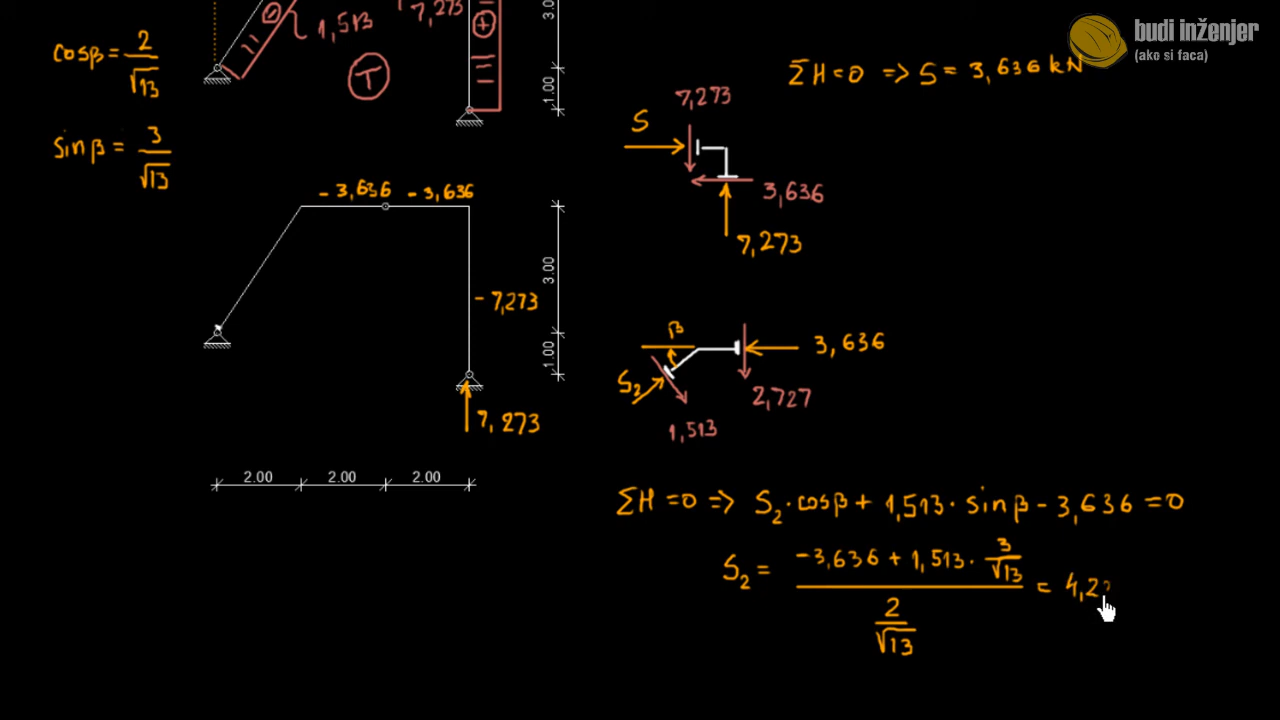 budi inženjer
(ako si faca)
cosβ = 2/√13
sinβ = 3/√13
1,513
7,273
T
3.00
1.00
ΣH=0 => S = 3,636 kN
S
7,273
3,636
7,273
-3,636 -3,636
-7,273
7,273
3.00
1.00
2.00 2.00 2.00
β
S₂
3,636
2,727
1,513
ΣH=0 => S₂·cosβ + 1,513·sinβ - 3,636 = 0
S₂ = (-3,636 + 1,513 · 3/√13) / (2/√13) = 4,2